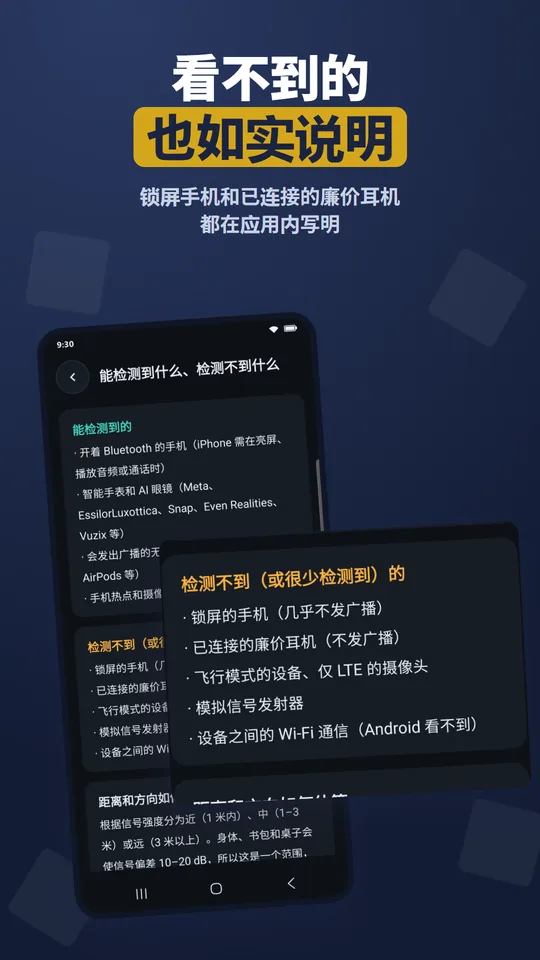 看不到的
也如实说明
锁屏手机和已连接的廉价耳机
都在应用内写明
9:30
能检测到什么、检测不到什么
能检测到的
· 开着 Bluetooth 的手机（iPhone 需在亮屏、
播放音频或通话时）
· 智能手表和 AI 眼镜（Meta、
EssilorLuxottica、Snap、Even Realities、
Vuzix 等）
· 会发出广播的无
AirPods 等）
· 手机热点和摄像
检测不到（或很
· 锁屏的手机（几
· 已连接的廉价耳
· 飞行模式的设备
· 模拟信号发射器
· 设备之间的 Wi
检测不到（或很少检测到）的
· 锁屏的手机（几乎不发广播）
· 已连接的廉价耳机（不发广播）
· 飞行模式的设备、仅 LTE 的摄像头
· 模拟信号发射器
· 设备之间的 Wi-Fi 通信（Android 看不到）
距离和方向如
根据信号强度分为近（1 米内）、中（1–3
米）或远（3 米以上）。身体、书包和桌子会
使信号偏差 10–20 dB，所以这是一个范围，